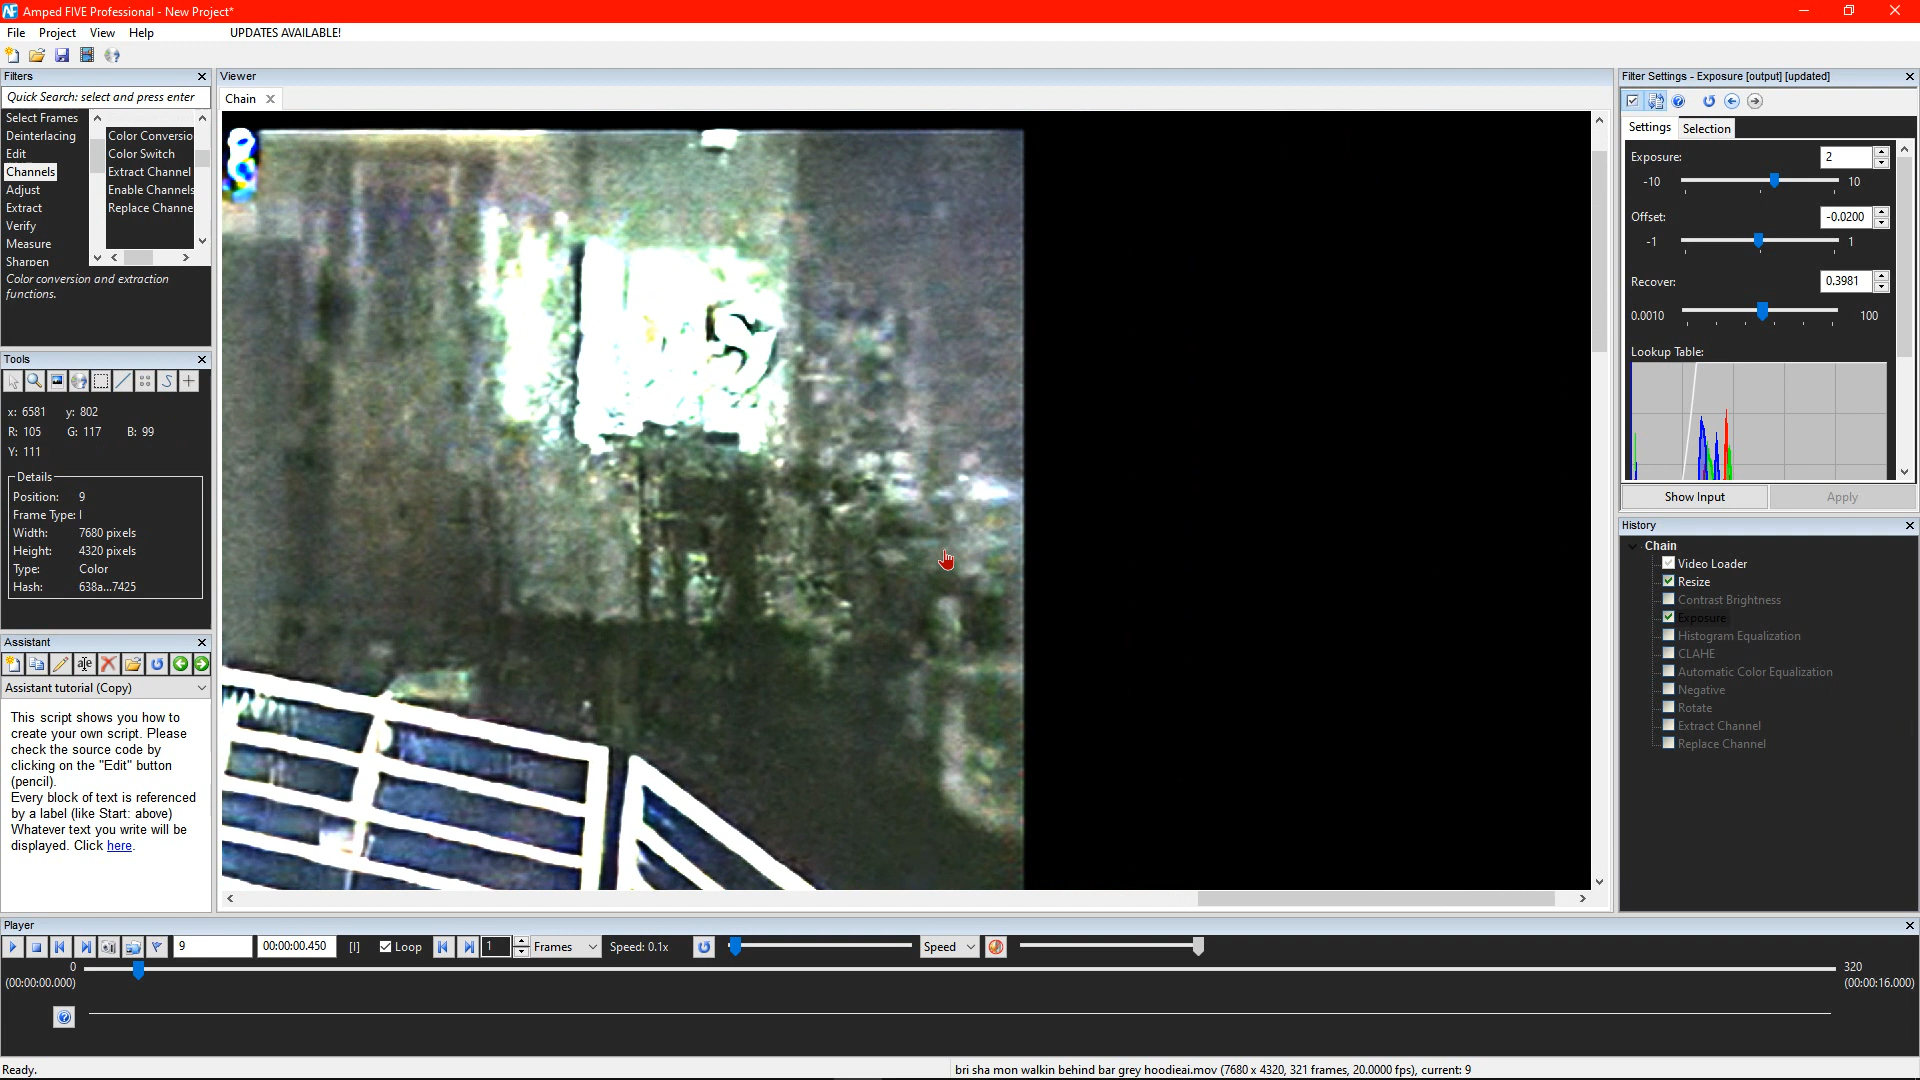 Amped FIVE Professional - New Project*
File Project View Help UPDATES AVAILABLE!
Filters
Quick Search: select and press enter
Select Frames
Deinterlacing
Edit
Channels
Adjust
Extract
Verify
Measure
Sharpen
Color Conversio
Color Switch
Extract Channel
Enable Channels
Replace Channe
Color conversion and extraction
functions.
Tools
x: 6581 y: 802
R: 105 G: 117 B: 99
Y: 111
Details
Position: 9
Frame Type: I
Width: 7680 pixels
Height: 4320 pixels
Type: Color
Hash: 638a...7425
Assistant
Assistant tutorial (Copy)
This script shows you how to
create your own script. Please
check the source code by
clicking on the "Edit" button
(pencil).
Every block of text is referenced
by a label (like Start: above)
Whatever text you write will be
displayed. Click here.
Viewer
Chain
Filter Settings - Exposure [output] [updated]
Settings Selection
Exposure: 2
-10 10
Offset: -0.0200
-1 1
Recover: 0.3981
0.0010 100
Lookup Table:
Show Input Apply
History
Chain
Video Loader
Resize
Contrast Brightness
Exposure
Histogram Equalization
CLAHE
Automatic Color Equalization
Negative
Rotate
Extract Channel
Replace Channel
Player
9 00:00:00.450 [I] Loop 1 Frames Speed: 0.1x Speed
0 320
(00:00:00.000) (00:00:16.000)
Ready. bri sha mon walkin behind bar grey hoodieai.mov (7680 x 4320, 321 frames, 20.0000 fps), current: 9